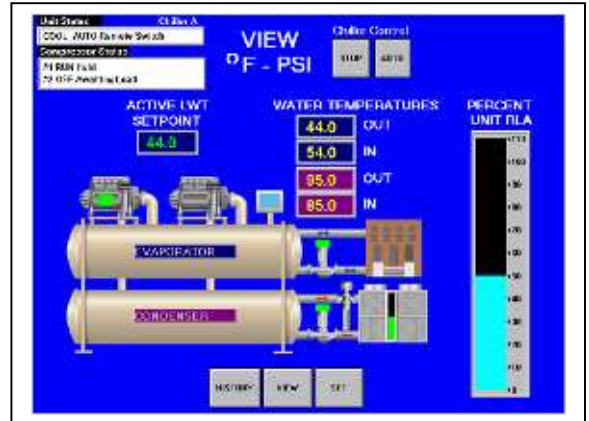 Unit Status Chiller A
COOL AUTO Remote Switch
Compressor Status
#1 RUN Hold
#2 OFF Awaiting Load
VIEW
°F - PSI
Chiller Control
STOP AUTO
ACTIVE LWT
SETPOINT
44.0
WATER TEMPERATURES
44.0 OUT
54.0 IN
95.0 OUT
85.0 IN
PERCENT
UNIT RLA
EVAPORATOR
CONDENSER
HISTORY VIEW SET